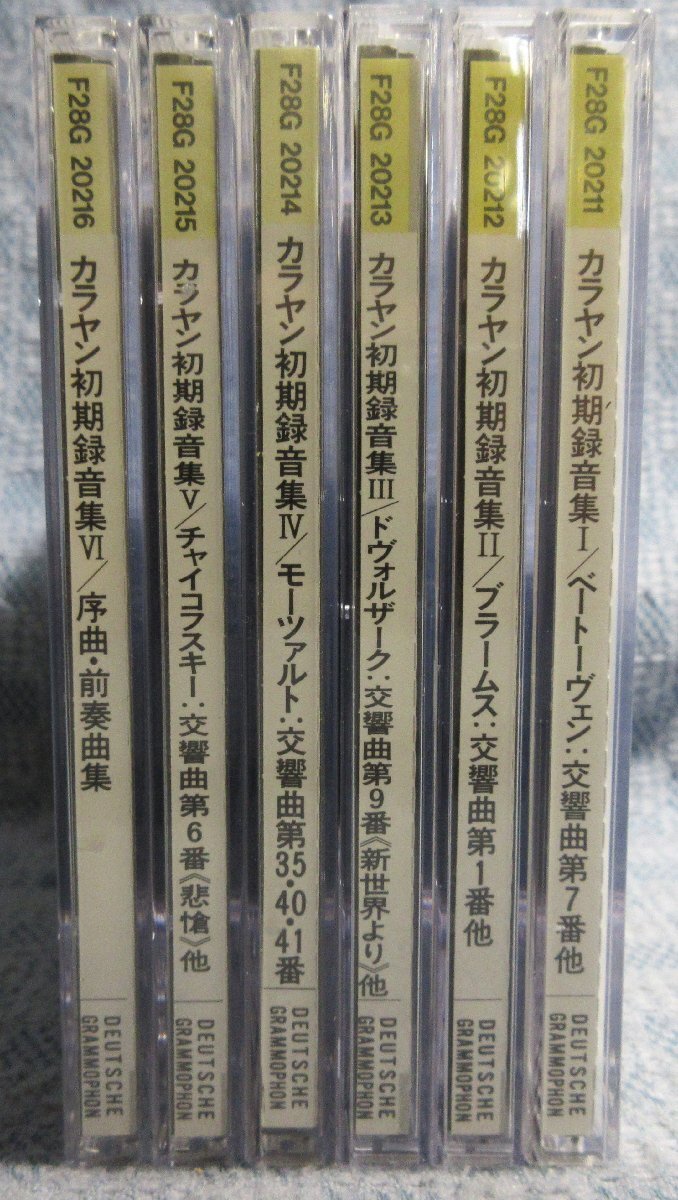 F28G 20216 カラヤン初期録音集Ⅵ/序曲・前奏曲集
DEUTSCHE
GRAMMOPHON
F28G 20215 カラヤン初期録音集Ⅴ/チャイコフスキー:交響曲第6番《悲愴》他
DEUTSCHE
GRAMMOPHON
F28G 20214 カラヤン初期録音集Ⅳ/モーツァルト:交響曲第35・40・41番
DEUTSCHE
GRAMMOPHON
F28G 20213 カラヤン初期録音集Ⅲ/ドヴォルザーク:交響曲第9番《新世界より》他
DEUTSCHE
GRAMMOPHON
F28G 20212 カラヤン初期録音集Ⅱ/ブラームス:交響曲第1番他
DEUTSCHE
GRAMMOPHON
F28G 20211 カラヤン初期録音集Ⅰ/ベートーヴェン:交響曲第7番他
DEUTSCHE
GRAMMOPHON